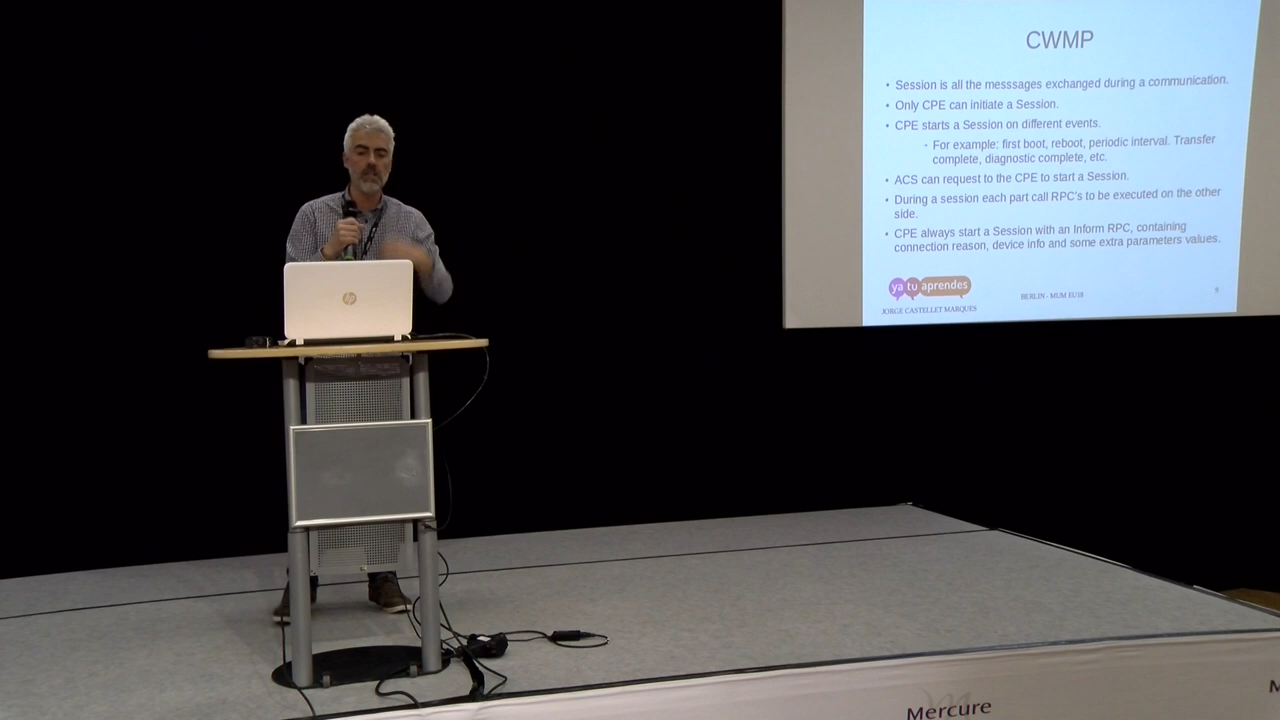 CWMP
• Session is all the messsages exchanged during a communication.
• Only CPE can initiate a Session.
• CPE starts a Session on different events.
• For example: first boot, reboot, periodic interval. Transfer
complete, diagnostic complete, etc.
• ACS can request to the CPE to start a Session.
• During a session each part call RPC's to be executed on the other
side.
• CPE always start a Session with an Inform RPC, containing
connection reason, device info and some extra parameters values.
ya tu aprendes
JORGE CASTELLET MARQUES
BERLIN - MUM EU18
hp
Mercure
M